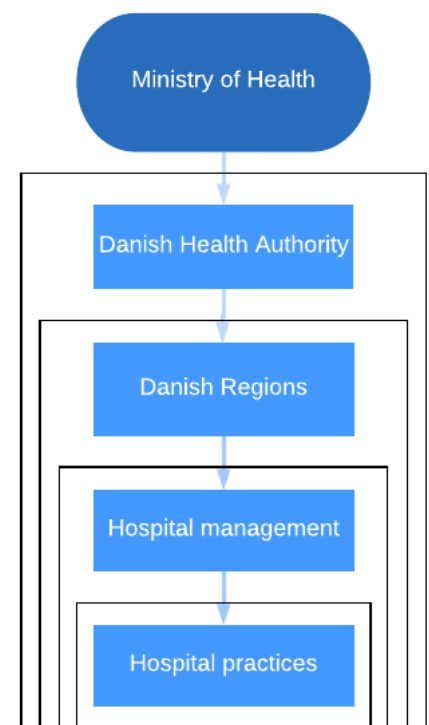 Ministry of Health
Danish Health Authority
Danish Regions
Hospital management
Hospital practices